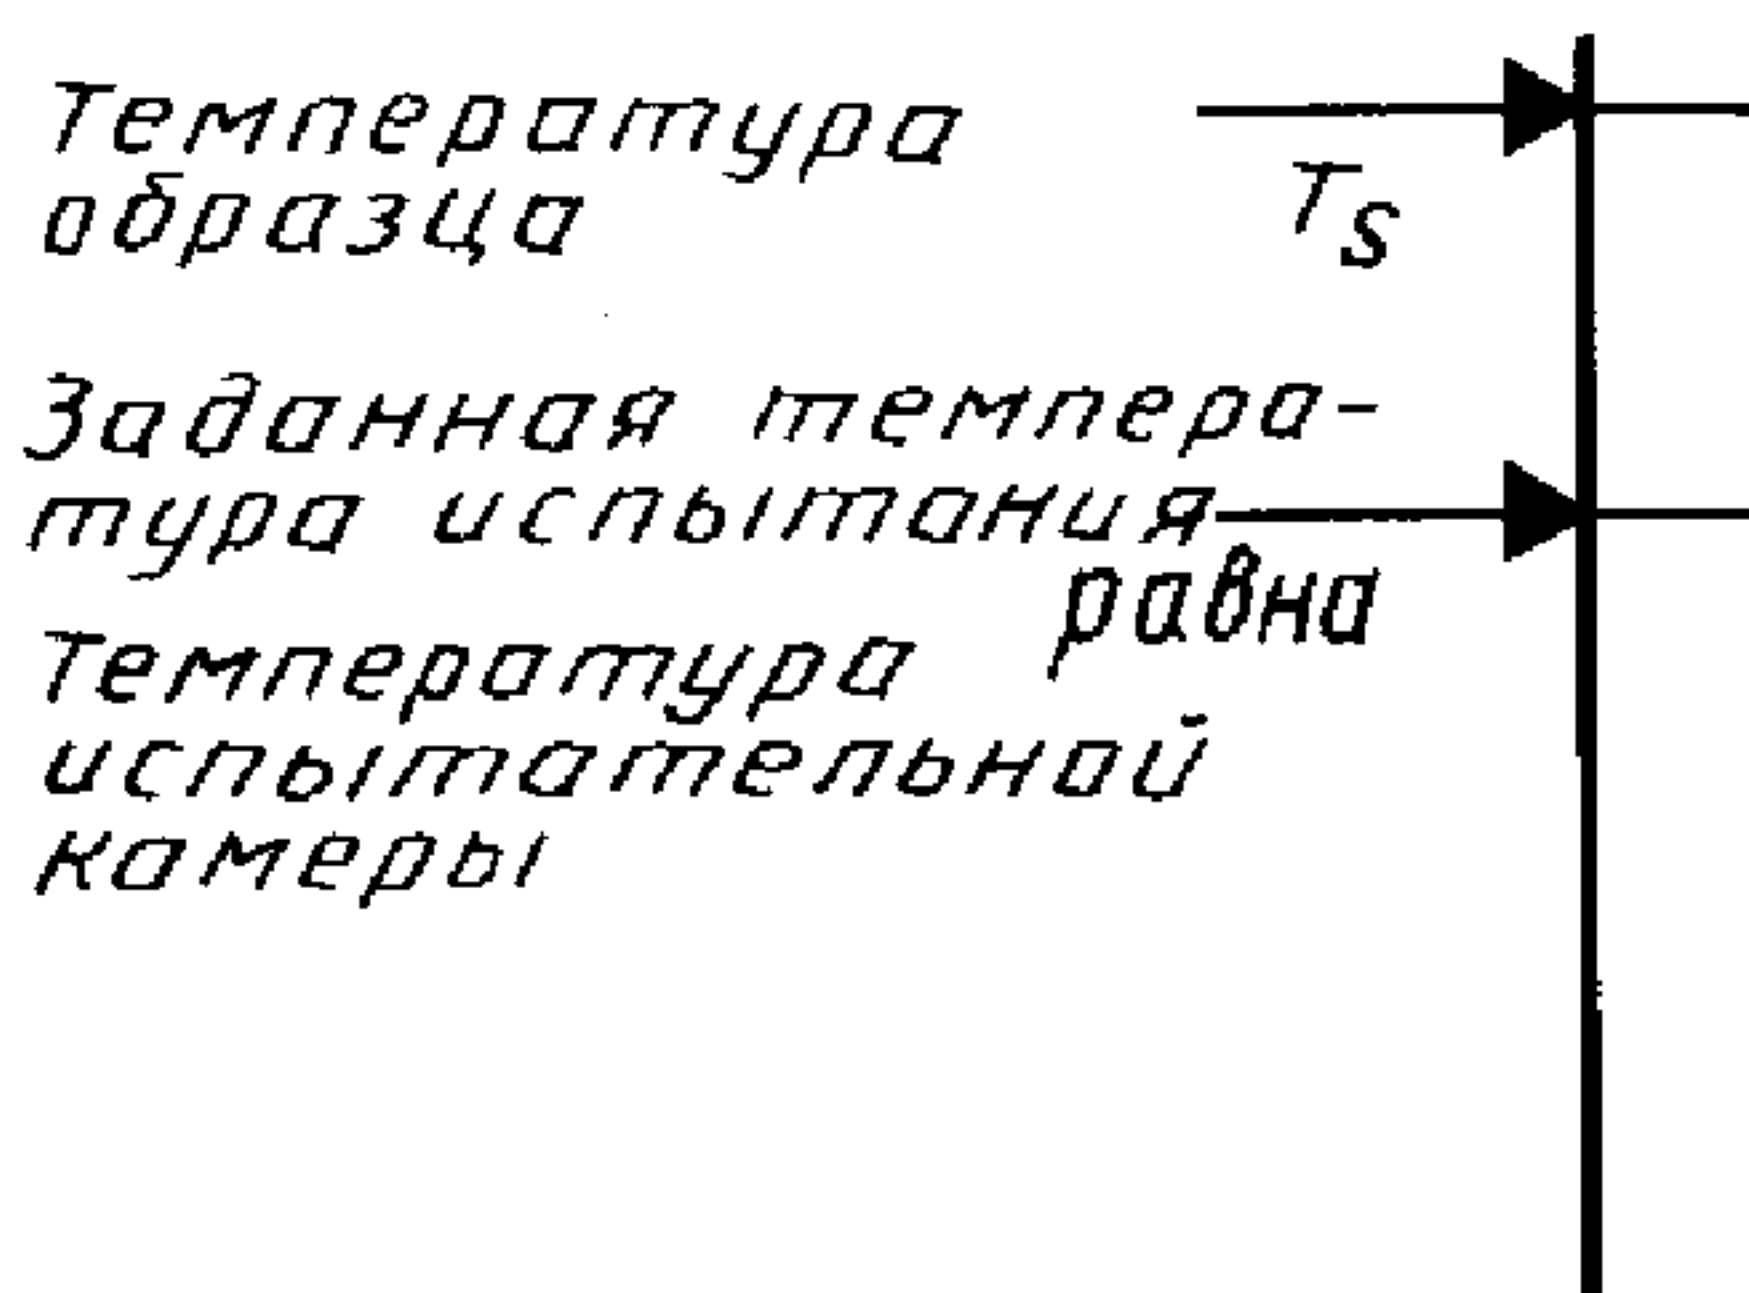 Температура
образца
T_S
Заданная темпера-
тура испытания
равна
Температура
испытательной
камеры